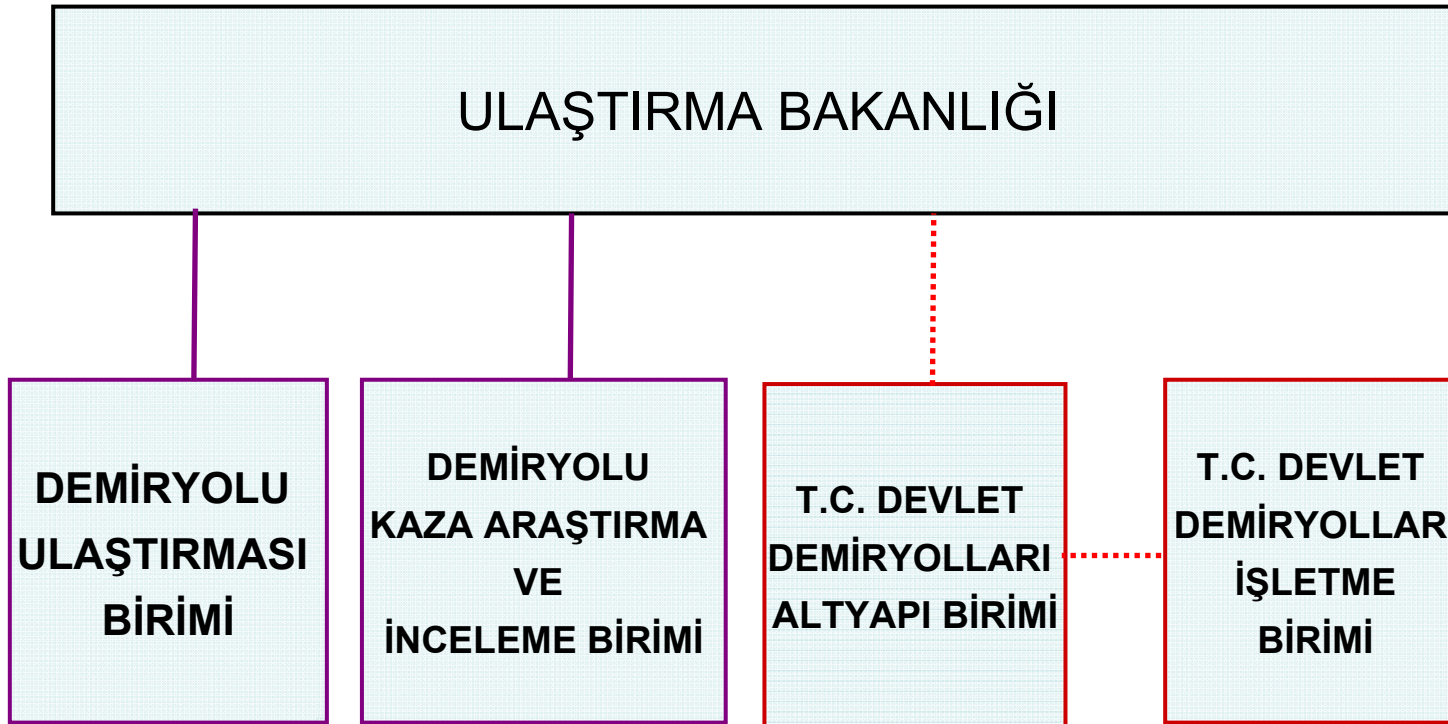 ULAŞTIRMA BAKANLIĞI
DEMİRYOLU
ULAŞTIRMASI
BİRİMİ
DEMİRYOLU
KAZA ARAŞTIRMA
VE
İNCELEME BİRİMİ
T.C. DEVLET
DEMİRYOLLARI
ALTYAPI BİRİMİ
T.C. DEVLET
DEMİRYOLLAR
İŞLETME
BİRİMİ